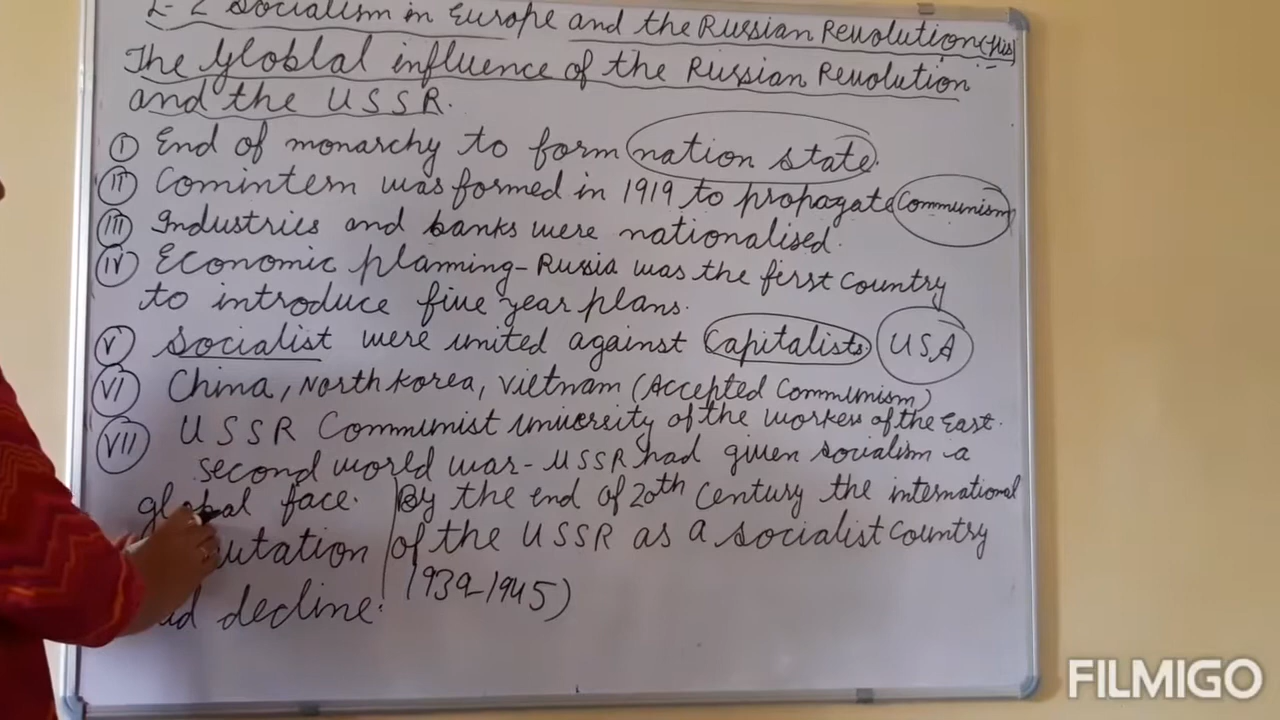 L-2 Socialism in Europe and the Russian Revolution (His)
The Globlal influence of the Russian Revolution
and the USSR.
I End of monarchy to form nation state.
II Comintern was formed in 1919 to propagate Communism
III Industries and banks were nationalised.
IV Economic planning - Russia was the first Country
to introduce five year plans.
V Socialist were united against Capitalists USA
VI China, North Korea, Vietnam (Accepted Communism)
VII USSR Communist University of the workers of the East.
second world war - USSR had given socialism a
global face. By the end of 20th Century the international
utation of the USSR as a socialist Country
decline. 1939-1945)
FILMIGO